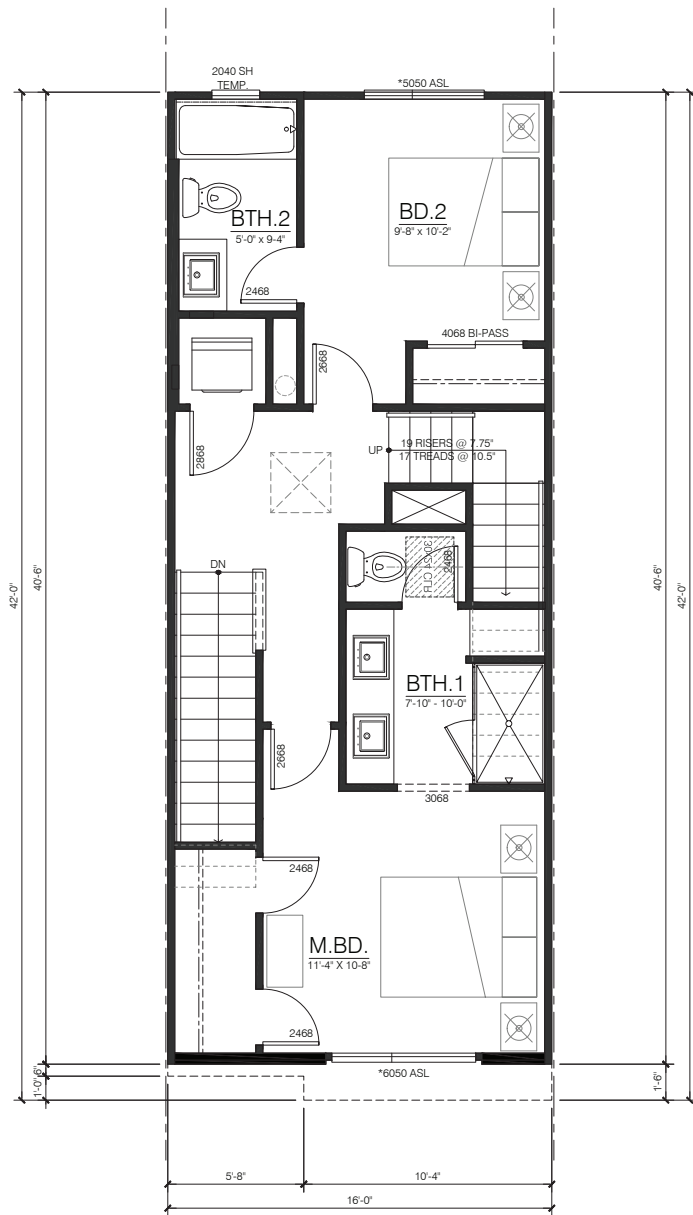 2040 SH
TEMP.
*5050 ASL
BTH.2
5'-0" x 9'-4"
BD.2
9'-8" x 10'-2"
2468
4068 BI-PASS
2668
2868
UP
19 RISERS @ 7.75"
17 TREADS @ 10.5"
DN
30X24 CLR
2468
42'-0"
40'-6"
40'-6"
42'-0"
BTH.1
7'-10" - 10'-0"
2668
3068
2468
M.BD.
11'-4" X 10'-8"
2468
*6050 ASL
6"
1'-0"
1'-6"
5'-8"
10'-4"
16'-0"